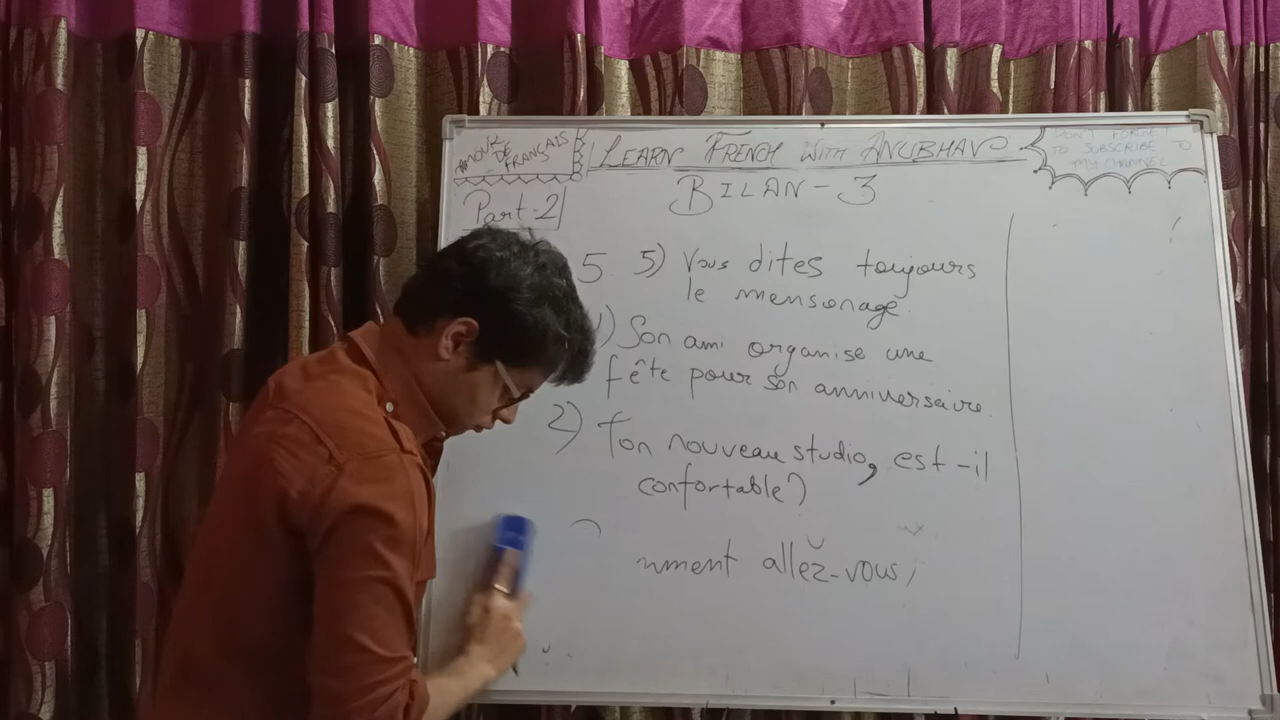 AMOUR DE FRANÇAIS
LEARN FRENCH WITH ANUBHAV
DON'T FORGET
TO SUBSCRIBE TO
MY CHANNEL
BILAN-3
Part-2
5. 5) Vous dites toujours
le mensonage
1) Son ami organise une
fête pour son anniversaire.
2) Ton nouveau studio, est-il
confortable?
mment allez-vous